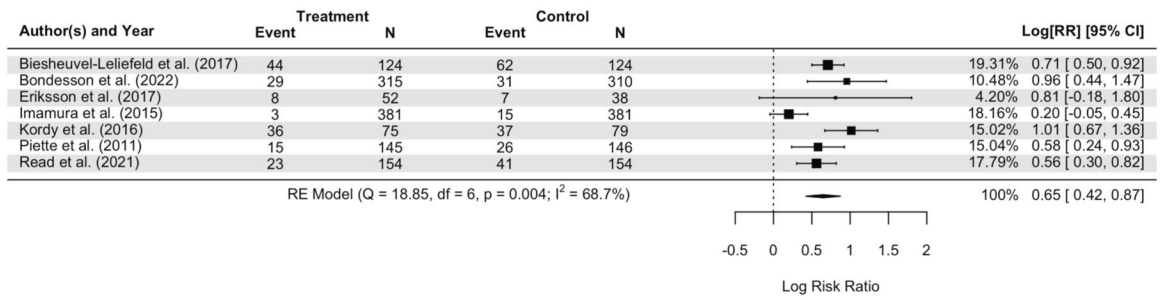 Treatment Control
Author(s) and Year Event N Event N Log[RR] [95% CI]
Biesheuvel-Leliefeld et al. (2017) 44 124 62 124 19.31% 0.71 [ 0.50, 0.92]
Bondesson et al. (2022) 29 315 31 310 10.48% 0.96 [ 0.44, 1.47]
Eriksson et al. (2017) 8 52 7 38 4.20% 0.81 [-0.18, 1.80]
Imamura et al. (2015) 3 381 15 381 18.16% 0.20 [-0.05, 0.45]
Kordy et al. (2016) 36 75 37 79 15.02% 1.01 [ 0.67, 1.36]
Piette et al. (2011) 15 145 26 146 15.04% 0.58 [ 0.24, 0.93]
Read et al. (2021) 23 154 41 154 17.79% 0.56 [ 0.30, 0.82]
RE Model (Q = 18.85, df = 6, p = 0.004; I² = 68.7%) 100% 0.65 [ 0.42, 0.87]
-0.5 0 0.5 1 1.5 2
Log Risk Ratio